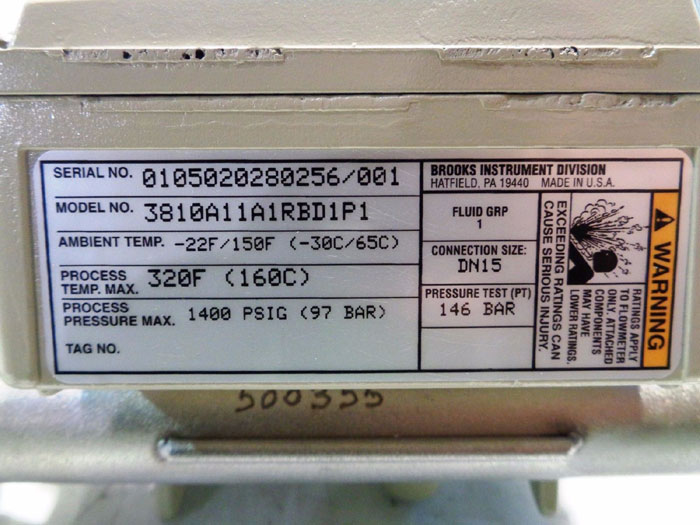 SERIAL NO. 0105020280256/001
MODEL NO. 3810A11A1RBD1P1
AMBIENT TEMP. -22F/150F (-30C/65C)
PROCESS
TEMP. MAX. 320F (160C)
PROCESS
PRESSURE MAX. 1400 PSIG (97 BAR)
TAG NO.
BROOKS INSTRUMENT DIVISION
HATFIELD, PA 19440 MADE IN U.S.A.
FLUID GRP
1
CONNECTION SIZE:
DN15
PRESSURE TEST (PT)
146 BAR
WARNING
RATINGS APPLY
TO FLOWMETER
ONLY. ATTACHED
COMPONENTS
MAY HAVE
LOWER RATINGS.
EXCEEDING RATINGS CAN
CAUSE SERIOUS INJURY.
500355